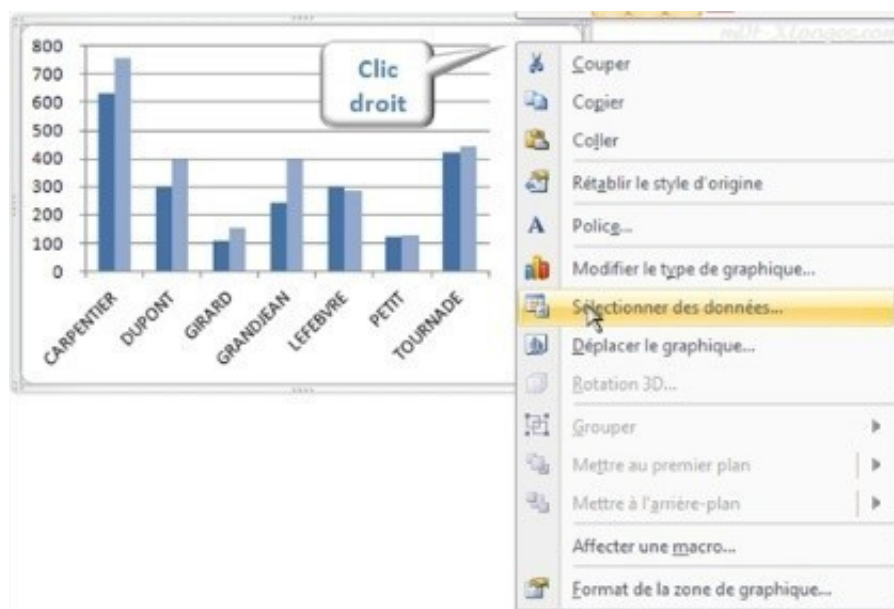 800
700
600
500
400
300
200
100
0
CARPENTIER
DUPONT
GIRARD
GRANDJEAN
LEFEBVRE
PETIT
TOURNADE
Clic
droit
Couper
Copier
Coller
Rétablir le style d'origine
A Police...
Modifier le type de graphique...
Sélectionner des données...
Déplacer le graphique...
Rotation 3D...
Grouper
Mettre au premier plan
Mettre à l'arrière-plan
Affecter une macro...
Format de la zone de graphique...